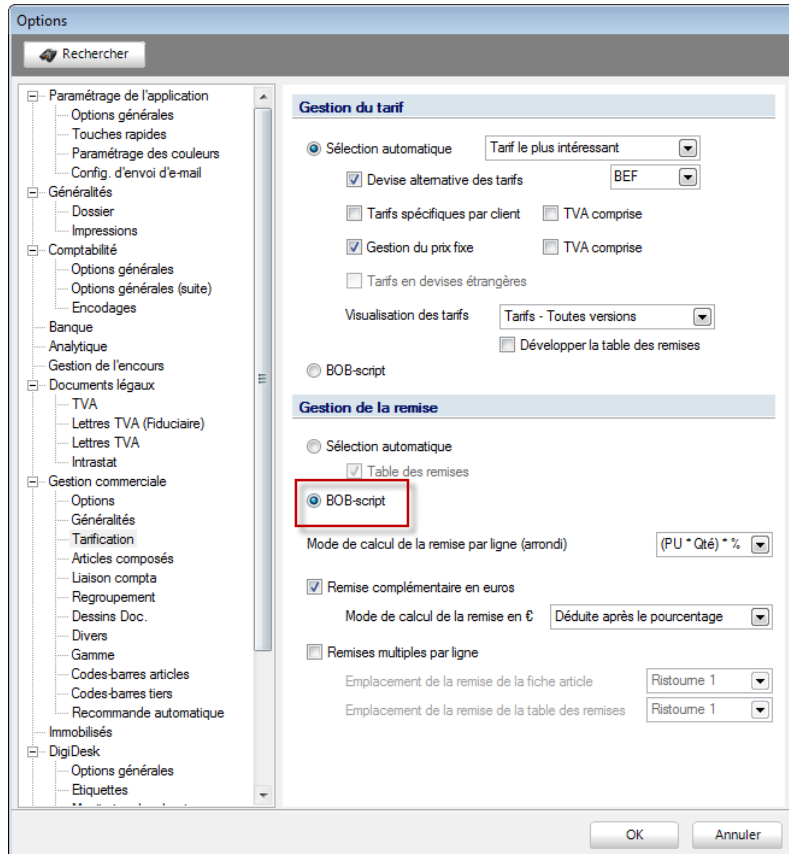 Options
Rechercher
Paramétrage de l'application
Options générales
Touches rapides
Paramétrage des couleurs
Config. d'envoi d'e-mail
Généralités
Dossier
Impressions
Comptabilité
Options générales
Options générales (suite)
Encodages
Banque
Analytique
Gestion de l'encours
Documents légaux
TVA
Lettres TVA (Fiduciaire)
Lettres TVA
Intrastat
Gestion commerciale
Options
Généralités
Tarification
Articles composés
Liaison compta
Regroupement
Dessins Doc.
Divers
Gamme
Codes-barres articles
Codes-barres tiers
Recommande automatique
Immobilisés
DigiDesk
Options générales
Etiquettes
Gestion du tarif
Sélection automatique Tarif le plus intéressant
Devise alternative des tarifs BEF
Tarifs spécifiques par client TVA comprise
Gestion du prix fixe TVA comprise
Tarifs en devises étrangères
Visualisation des tarifs Tarifs - Toutes versions
Développer la table des remises
BOB-script
Gestion de la remise
Sélection automatique
Table des remises
BOB-script
Mode de calcul de la remise par ligne (arrondi) (PU * Qté) * %
Remise complémentaire en euros
Mode de calcul de la remise en € Déduite après le pourcentage
Remises multiples par ligne
Emplacement de la remise de la fiche article Ristourne 1
Emplacement de la remise de la table des remises Ristourne 1
OK Annuler